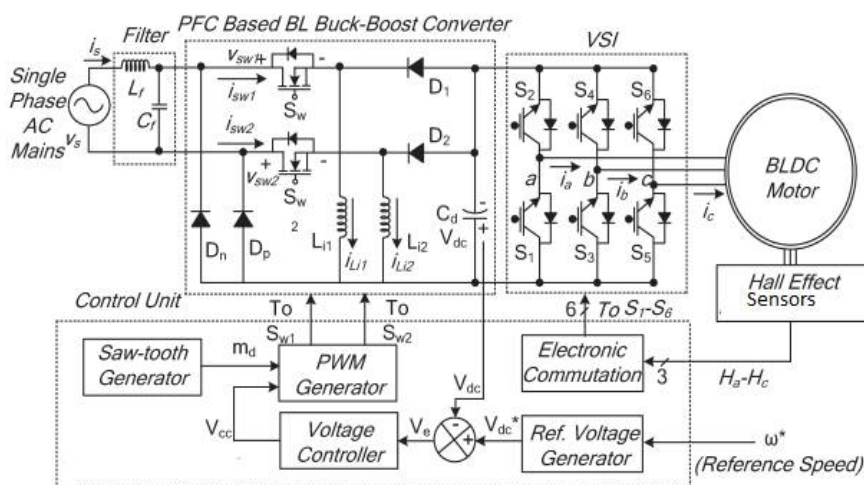 PFC Based BL Buck-Boost Converter
VSI
Filter
is
Lf
Cf
Single
Phase
AC
Mains
vs
vsw1+
-
isw1
Sw
D1
isw2
D2
+
-
vsw2
Sw
2
Dn
Dp
Li1
iLi1
Li2
iLi2
-
Cd
Vdc
+
S2
S4
S6
a
ia
b
ib
c
ic
S1
S3
S5
BLDC
Motor
Hall Effect
Sensors
Control Unit
To
Sw1
To
Sw2
6
To S1-S6
Saw-tooth
Generator
md
PWM
Generator
Vdc
Electronic
Commutation
3
Ha-Hc
Vcc
Voltage
Controller
Ve
-
+
Vdc*
Ref. Voltage
Generator
ω*
(Reference Speed)